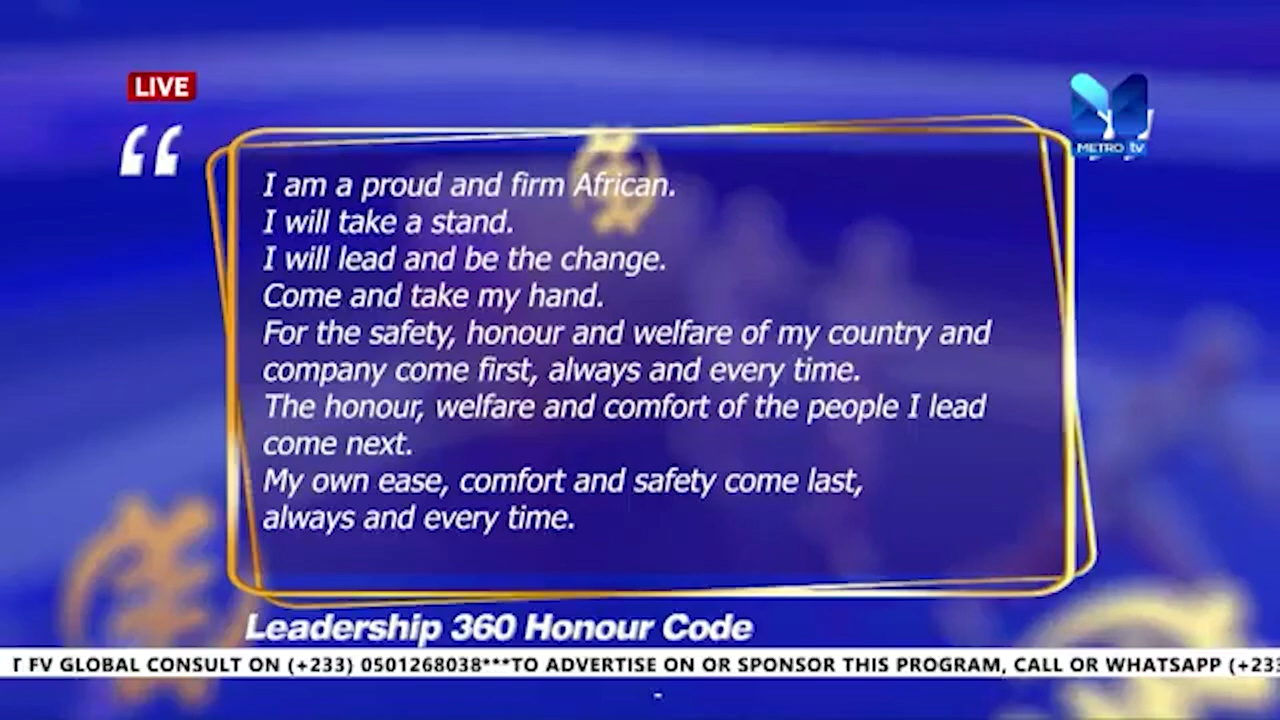 LIVE
METRO tv
“
I am a proud and firm African.
I will take a stand.
I will lead and be the change.
Come and take my hand.
For the safety, honour and welfare of my country and
company come first, always and every time.
The honour, welfare and comfort of the people I lead
come next.
My own ease, comfort and safety come last,
always and every time.
Leadership 360 Honour Code
FV GLOBAL CONSULT ON (+233) 0501268038***TO ADVERTISE ON OR SPONSOR THIS PROGRAM, CALL OR WHATSAPP (+233
-